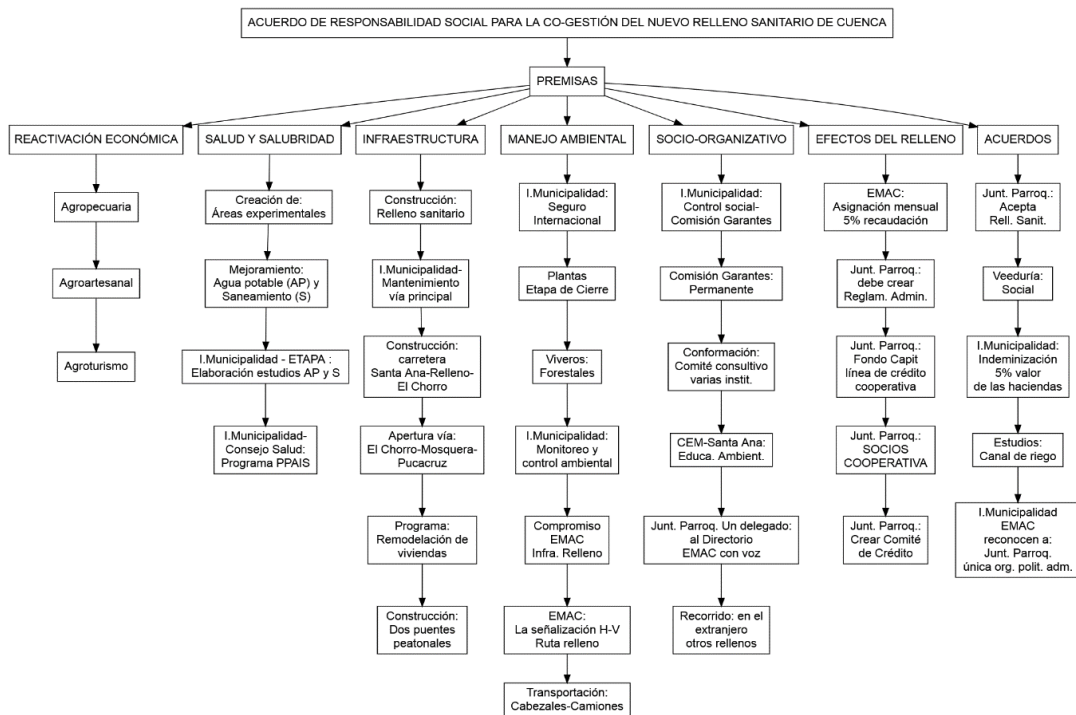 ACUERDO DE RESPONSABILIDAD SOCIAL PARA LA CO-GESTIÓN DEL NUEVO RELLENO SANITARIO DE CUENCA
PREMISAS
REACTIVACIÓN ECONÓMICA
Agropecuaria
Agroartesanal
Agroturismo
SALUD Y SALUBRIDAD
Creación de:
Áreas experimentales
Mejoramiento:
Agua potable (AP) y
Saneamiento (S)
I.Municipalidad - ETAPA :
Elaboración estudios AP y S
I.Municipalidad-
Consejo Salud:
Programa PPAIS
INFRAESTRUCTURA
Construcción:
Relleno sanitario
I.Municipalidad-
Mantenimiento
vía principal
Construcción:
carretera
Santa Ana-Relleno-
El Chorro
Apertura vía:
El Chorro-Mosquera-
Pucacruz
Programa:
Remodelación de
viviendas
Construcción:
Dos puentes
peatonales
MANEJO AMBIENTAL
I.Municipalidad:
Seguro
Internacional
Plantas
Etapa de Cierre
Viveros:
Forestales
I.Municipalidad:
Monitoreo y
control ambiental
Compromiso
EMAC
Infra. Relleno
EMAC:
La señalización H-V
Ruta relleno
Transportación:
Cabezales-Camiones
SOCIO-ORGANIZATIVO
I.Municipalidad:
Control social-
Comisión Garantes
Comisión Garantes:
Permanente
Conformación:
Comité consultivo
varias instit.
CEM-Santa Ana:
Educa. Ambient.
Junt. Parroq. Un delegado:
al Directorio
EMAC con voz
Recorrido: en el
extranjero
otros rellenos
EFECTOS DEL RELLENO
EMAC:
Asignación mensual
5% recaudación
Junt. Parroq.:
debe crear
Reglam. Admin.
Junt. Parroq.:
Fondo Capit
línea de crédito
cooperativa
Junt. Parroq.:
SOCIOS
COOPERATIVA
Junt. Parroq.:
Crear Comité
de Crédito
ACUERDOS
Junt. Parroq.:
Acepta
Rell. Sanit.
Veeduría:
Social
I.Municipalidad:
Indeminización
5% valor
de las haciendas
Estudios:
Canal de riego
I.Municipalidad
EMAC
reconocen a:
Junt. Parroq.
única org. polit. adm.